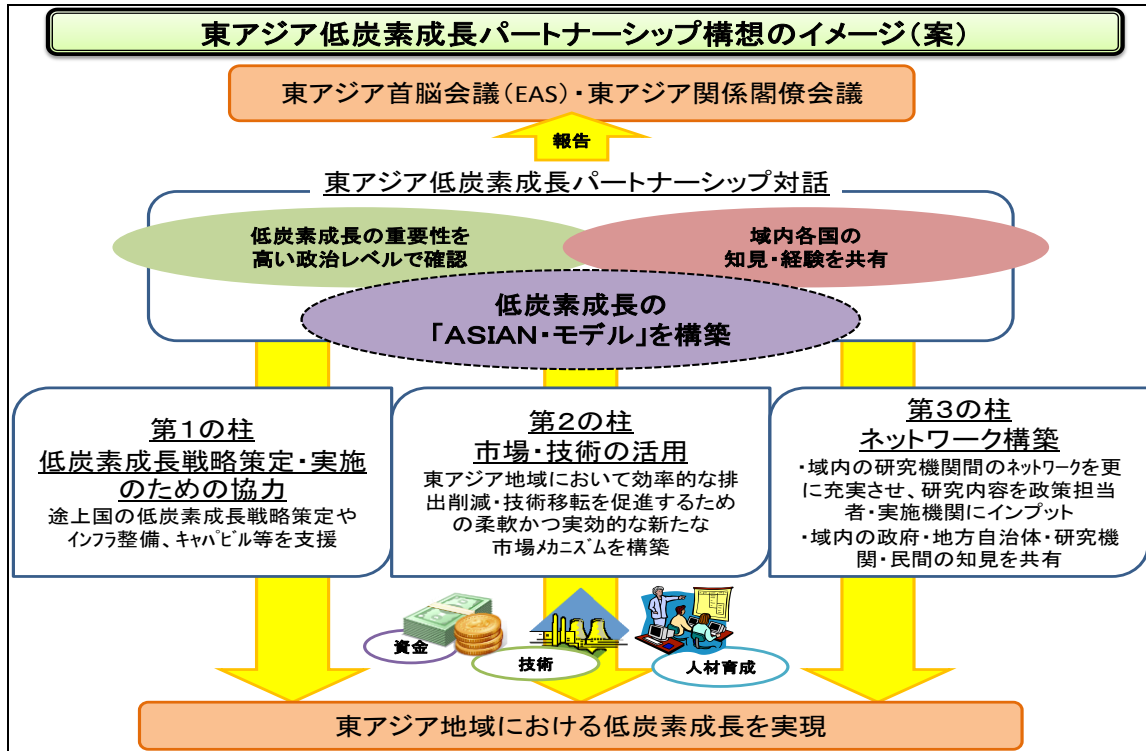 東アジア低炭素成長パートナーシップ構想のイメージ（案）
東アジア首脳会議（EAS）・東アジア関係閣僚会議
報告
東アジア低炭素成長パートナーシップ対話
低炭素成長の重要性を
高い政治レベルで確認
域内各国の
知見・経験を共有
低炭素成長の
「ASIAN・モデル」を構築
第1の柱
低炭素成長戦略策定・実施
のための協力
途上国の低炭素成長戦略策定や
インフラ整備、キャパビル等を支援
第2の柱
市場・技術の活用
東アジア地域において効率的な排
出削減・技術移転を促進するため
の柔軟かつ実効的な新たな
市場メカニズムを構築
第3の柱
ネットワーク構築
・域内の研究機関間のネットワークを更
に充実させ、研究内容を政策担当
者・実施機関にインプット
・域内の政府・地方自治体・研究機
関・民間の知見を共有
資金
技術
人材育成
東アジア地域における低炭素成長を実現